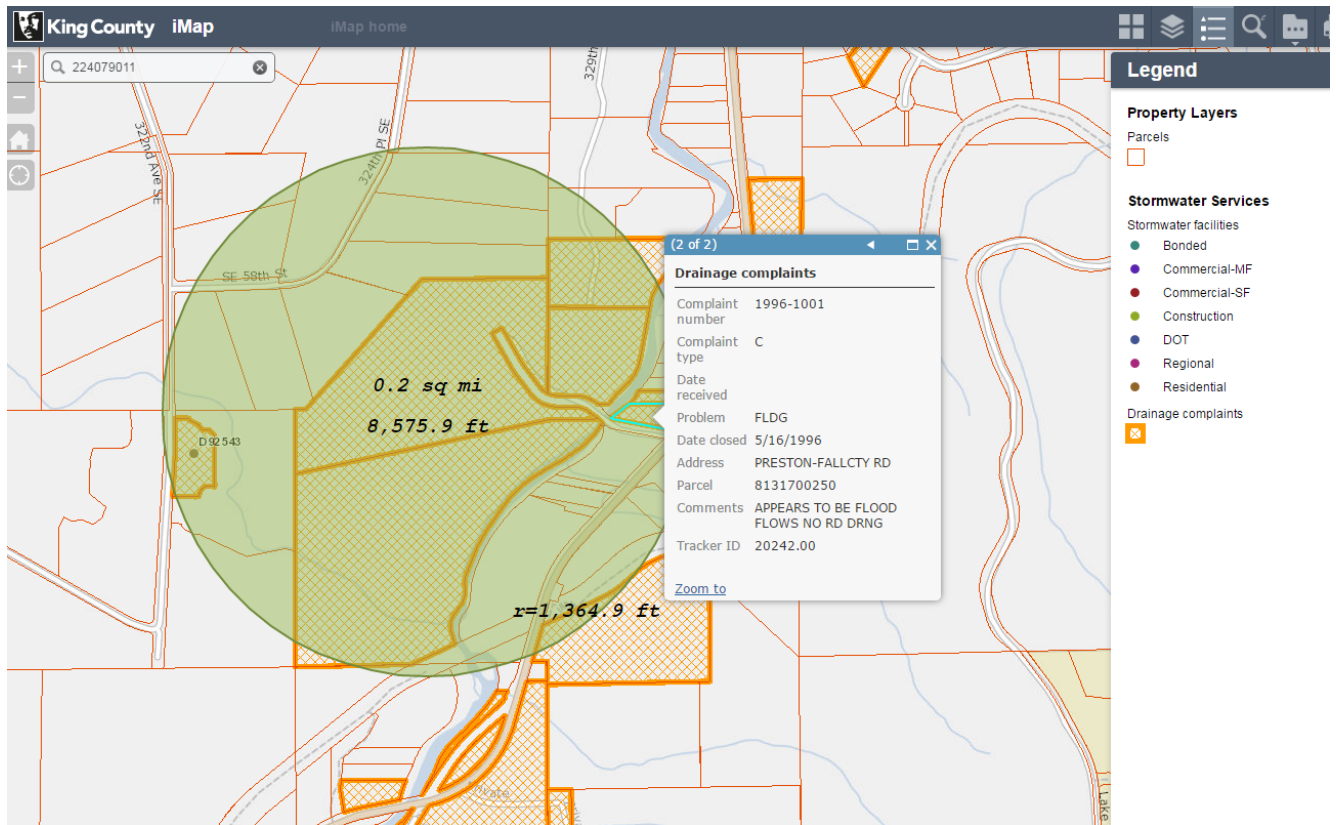 King County iMap
iMap home
224079011
Legend
Property Layers
Parcels
Stormwater Services
Stormwater facilities
Bonded
Commercial-MF
Commercial-SF
Construction
DOT
Regional
Residential
Drainage complaints
329th
322nd Ave SE
324th Pl SE
SE 58th St
D92543
0.2 sq mi
8,575.9 ft
r=1,364.9 ft
(2 of 2)
Drainage complaints
Complaint number 1996-1001
Complaint type C
Date received
Problem FLDG
Date closed 5/16/1996
Address PRESTON-FALLCTY RD
Parcel 8131700250
Comments APPEARS TO BE FLOOD
FLOWS NO RD DRNG
Tracker ID 20242.00
Zoom to
Private
Lake